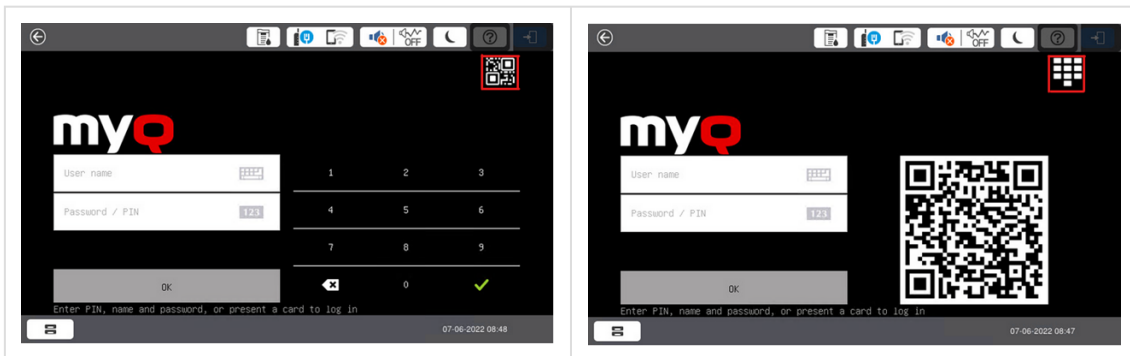 OFF
myQ
User name
Password / PIN
123
1 2 3
4 5 6
7 8 9
0
OK
Enter PIN, name and password, or present a card to log in
07-06-2022 08:48
OFF
myQ
User name
Password / PIN
123
OK
Enter PIN, name and password, or present a card to log in
07-06-2022 08:47